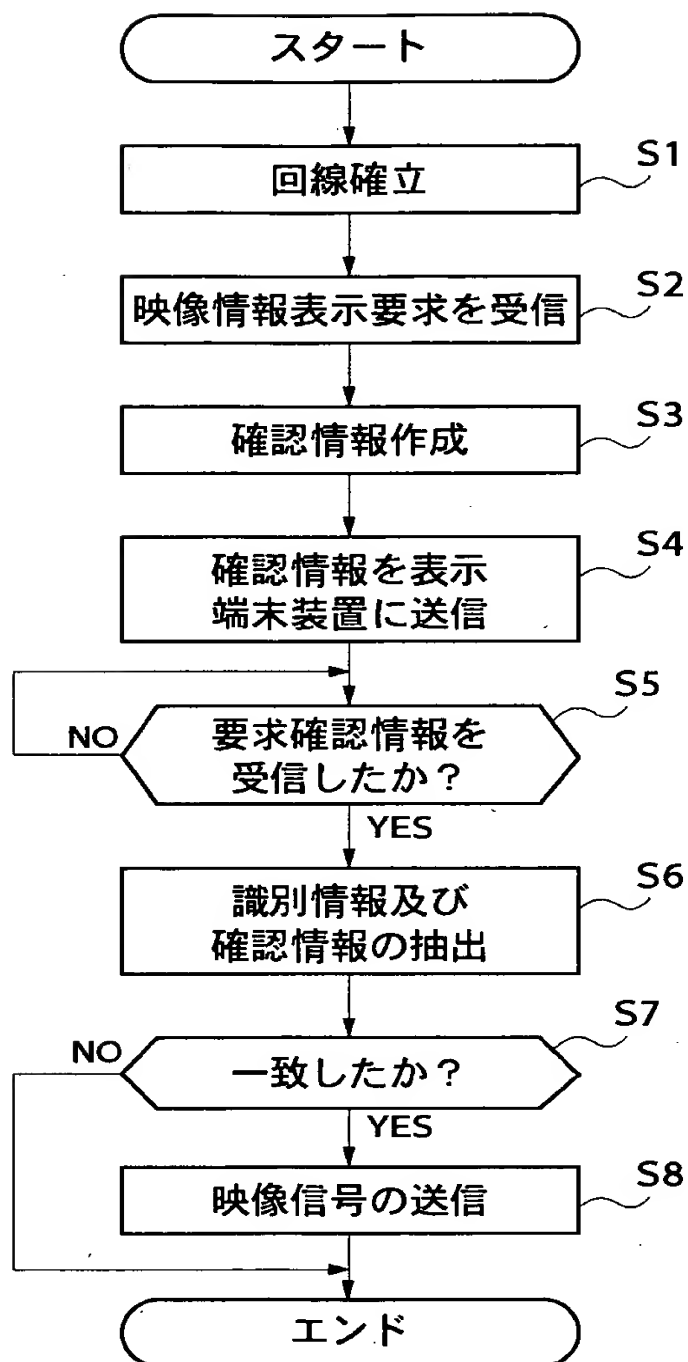 スタート
回線確立
S1
映像情報表示要求を受信
S2
確認情報作成
S3
確認情報を表示
端末装置に送信
S4
要求確認情報を
受信したか？
S5
NO
YES
識別情報及び
確認情報の抽出
S6
一致したか？
S7
NO
YES
映像信号の送信
S8
エンド